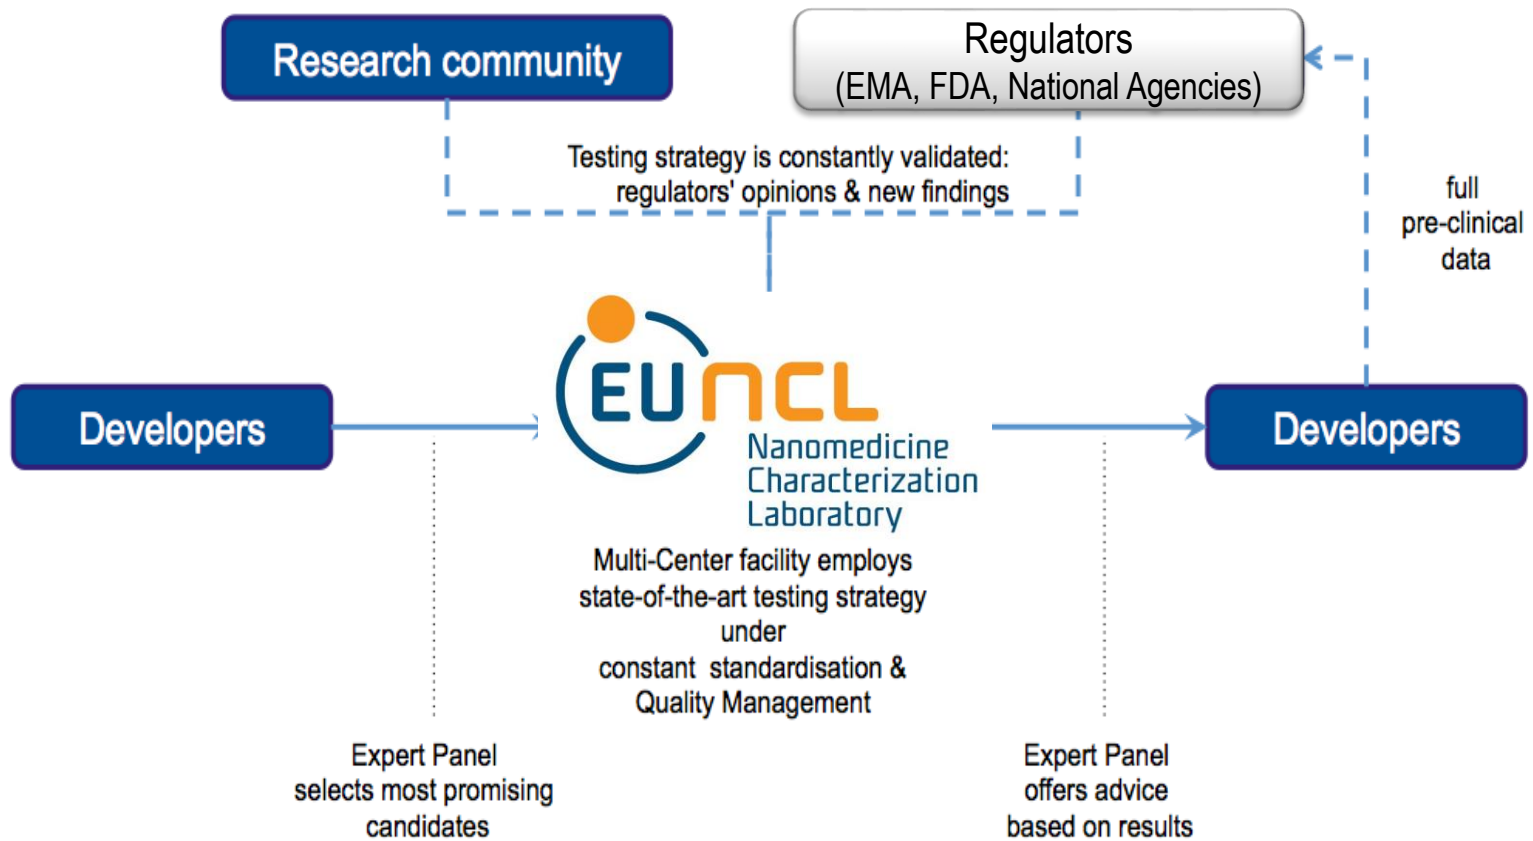 Research community
Regulators
(EMA, FDA, National Agencies)
Testing strategy is constantly validated:
regulators' opinions & new findings
full
pre-clinical
data
Developers
EUNCL
Nanomedicine
Characterization
Laboratory
Developers
Multi-Center facility employs
state-of-the-art testing strategy
under
constant standardisation &
Quality Management
Expert Panel
selects most promising
candidates
Expert Panel
offers advice
based on results